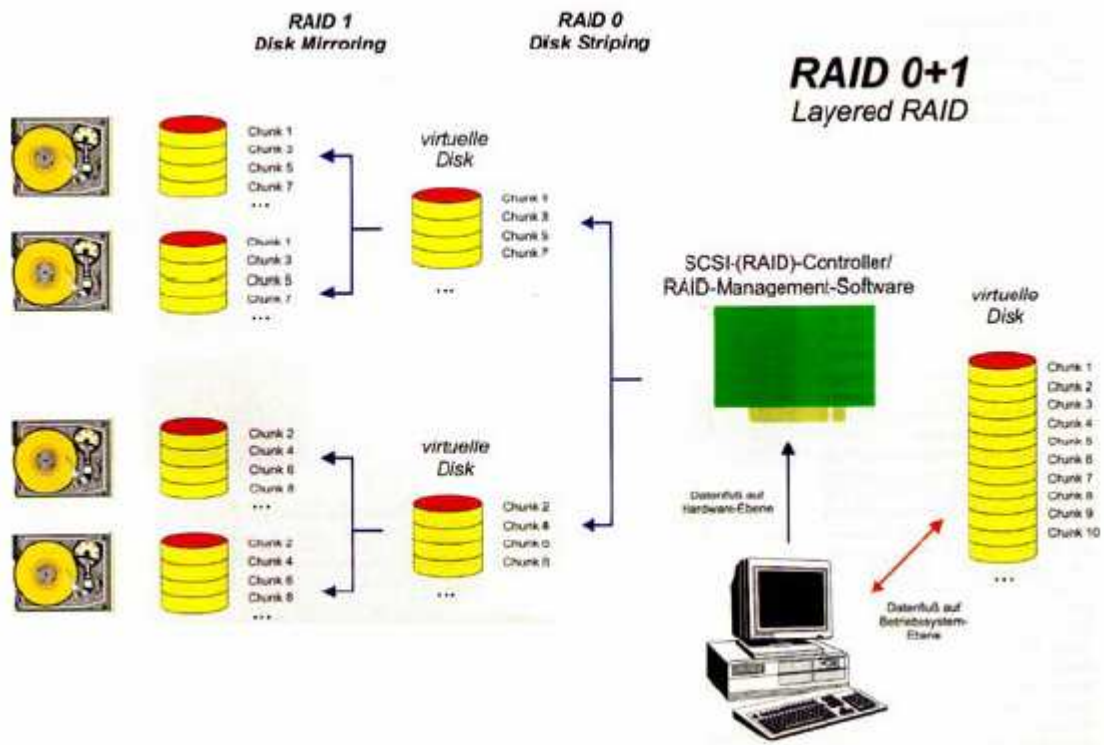 RAID 1
Disk Mirroring
RAID 0
Disk Striping
RAID 0+1
Layered RAID
Chunk 1
Chunk 3
Chunk 5
Chunk 7
...
Chunk 1
Chunk 3
Chunk 5
Chunk 7
...
virtuelle
Disk
Chunk 1
Chunk 3
Chunk 5
Chunk 7
...
SCSI-(RAID)-Controller/
RAID-Management-Software
virtuelle
Disk
Chunk 1
Chunk 2
Chunk 3
Chunk 4
Chunk 5
Chunk 6
Chunk 7
Chunk 8
Chunk 9
Chunk 10
...
Chunk 2
Chunk 4
Chunk 6
Chunk 8
...
Chunk 2
Chunk 4
Chunk 6
Chunk 8
...
virtuelle
Disk
Chunk 2
Chunk 4
Chunk 6
Chunk 8
...
Datenfluß auf
Hardware-Ebene
Datenfluß auf
Betriebssystem-
Ebene